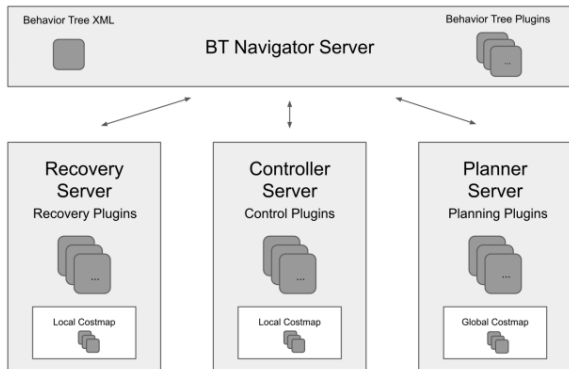 Behavior Tree XML
BT Navigator Server
Behavior Tree Plugins
...
Recovery
Server
Recovery Plugins
...
Local Costmap
Controller
Server
Control Plugins
...
Local Costmap
Planner
Server
Planning Plugins
...
Global Costmap